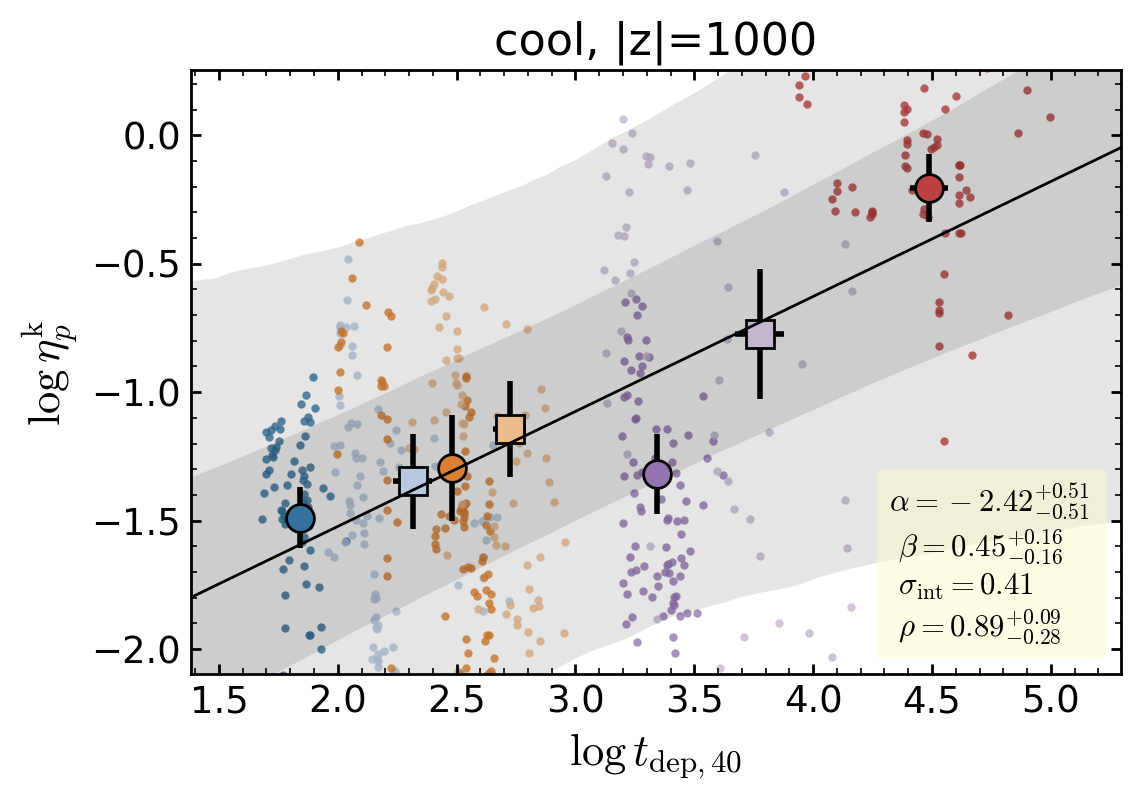 cool, |z|=1000
log η_p^k
0.0
−0.5
−1.0
−1.5
−2.0
α = − 2.42^{+0.51}_{−0.51}
β = 0.45^{+0.16}_{−0.16}
σ_int = 0.41
ρ = 0.89^{+0.09}_{−0.28}
1.5 2.0 2.5 3.0 3.5 4.0 4.5 5.0
log t_{dep, 40}